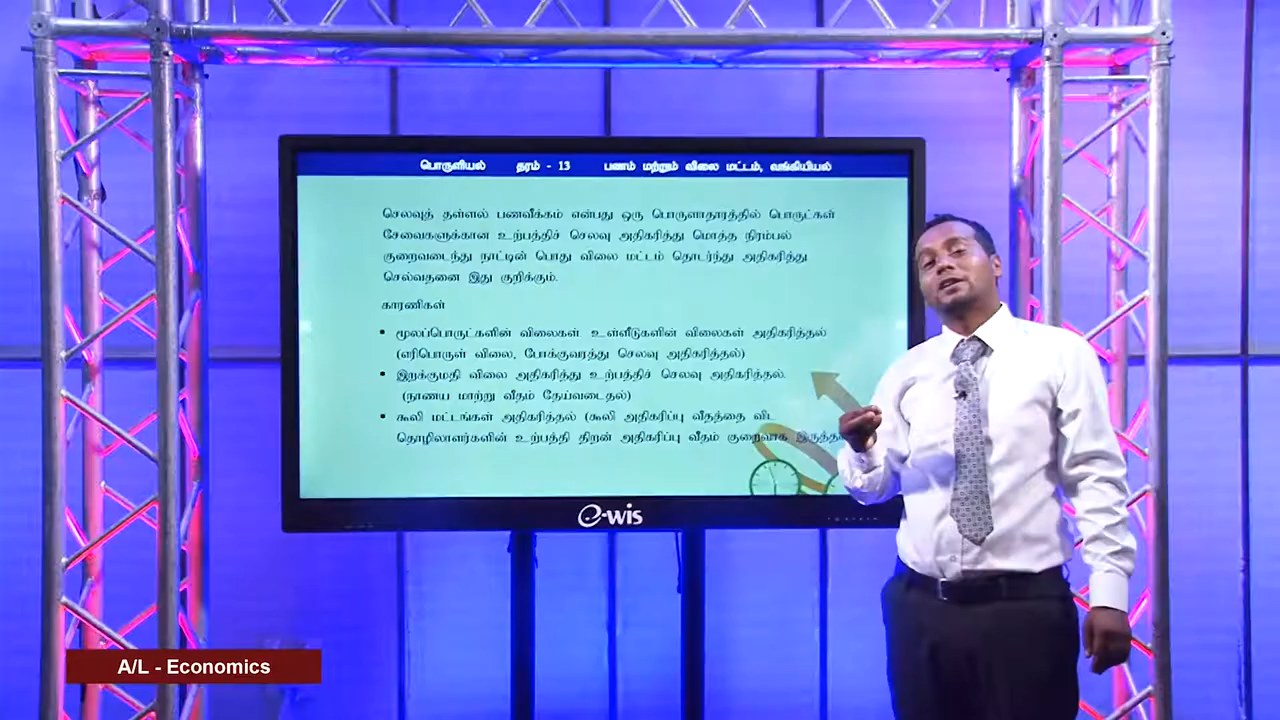 பொருளியல் தரம் - 13 பணம் மற்றும் விலை மட்டம், வங்கியியல்
செலவுத் தள்ளல் பணவீக்கம் என்பது ஒரு பொருளாதாரத்தில் பொருட்கள்
சேவைகளுக்கான உற்பத்திச் செலவு அதிகரித்து மொத்த நிரம்பல்
குறைவடைந்து நாட்டின் பொது விலை மட்டம் தொடர்ந்து அதிகரித்து
செல்வதனை இது குறிக்கும்.
காரணிகள்
▪ மூலப்பொருட்களின் விலைகள் உள்ளீடுகளின் விலைகள் அதிகரித்தல்
(எரிபொருள் விலை, போக்குவரத்து செலவு அதிகரித்தல்)
▪ இறக்குமதி விலை அதிகரித்து உற்பத்திச் செலவு அதிகரித்தல்.
(நாணய மாற்று வீதம் தேய்வடைதல்)
▪ கூலி மட்டங்கள் அதிகரித்தல் (கூலி அதிகரிப்பு வீதத்தை விட
தொழிலாளர்களின் உற்பத்தி திறன் அதிகரிப்பு வீதம் குறைவாக
e-wis
A/L - Economics